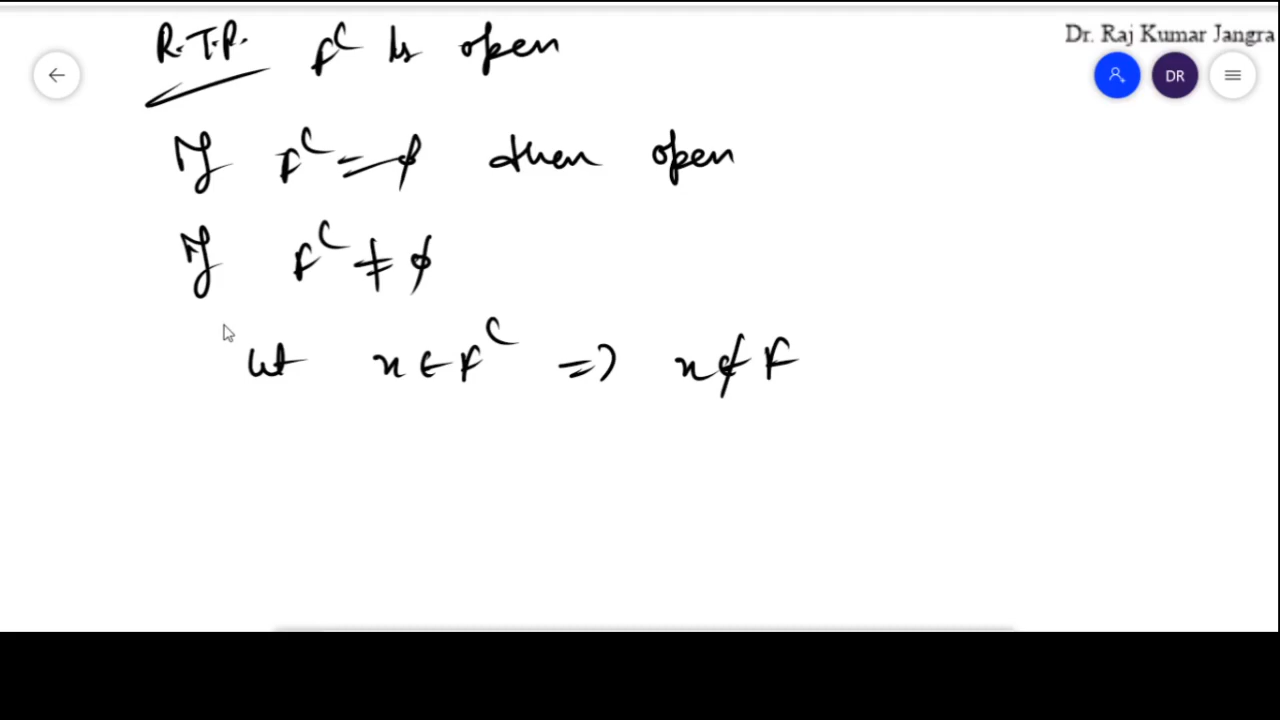 Dr. Raj Kumar Jangra
DR
R.T.P. F^C is open
If F^C = ϕ then open
If F^C ≠ ϕ
let x ∈ F^C ⇒ x ∉ F